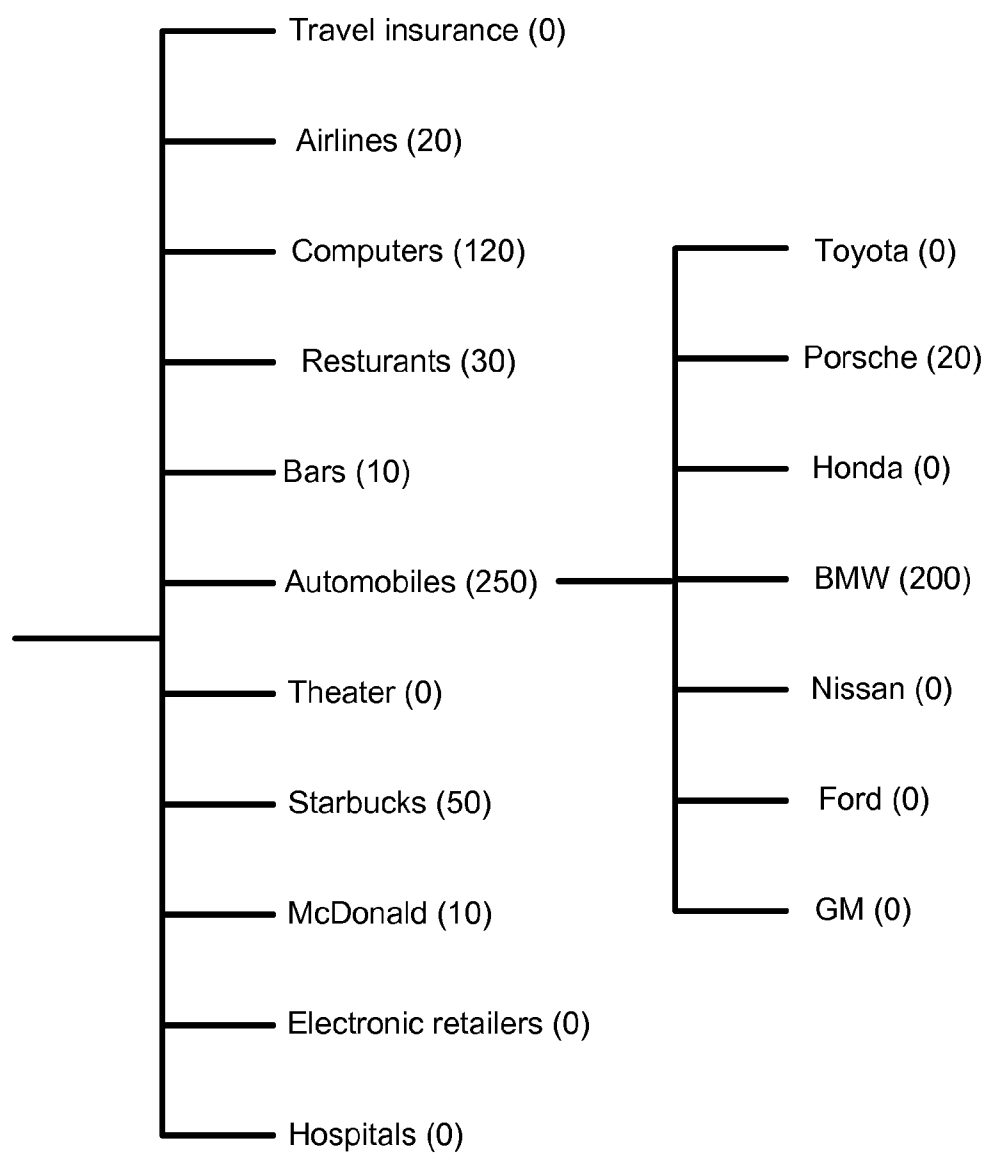 Travel insurance (0)
Airlines (20)
Computers (120)
Resturants (30)
Bars (10)
Automobiles (250)
Theater (0)
Starbucks (50)
McDonald (10)
Electronic retailers (0)
Hospitals (0)
Toyota (0)
Porsche (20)
Honda (0)
BMW (200)
Nissan (0)
Ford (0)
GM (0)